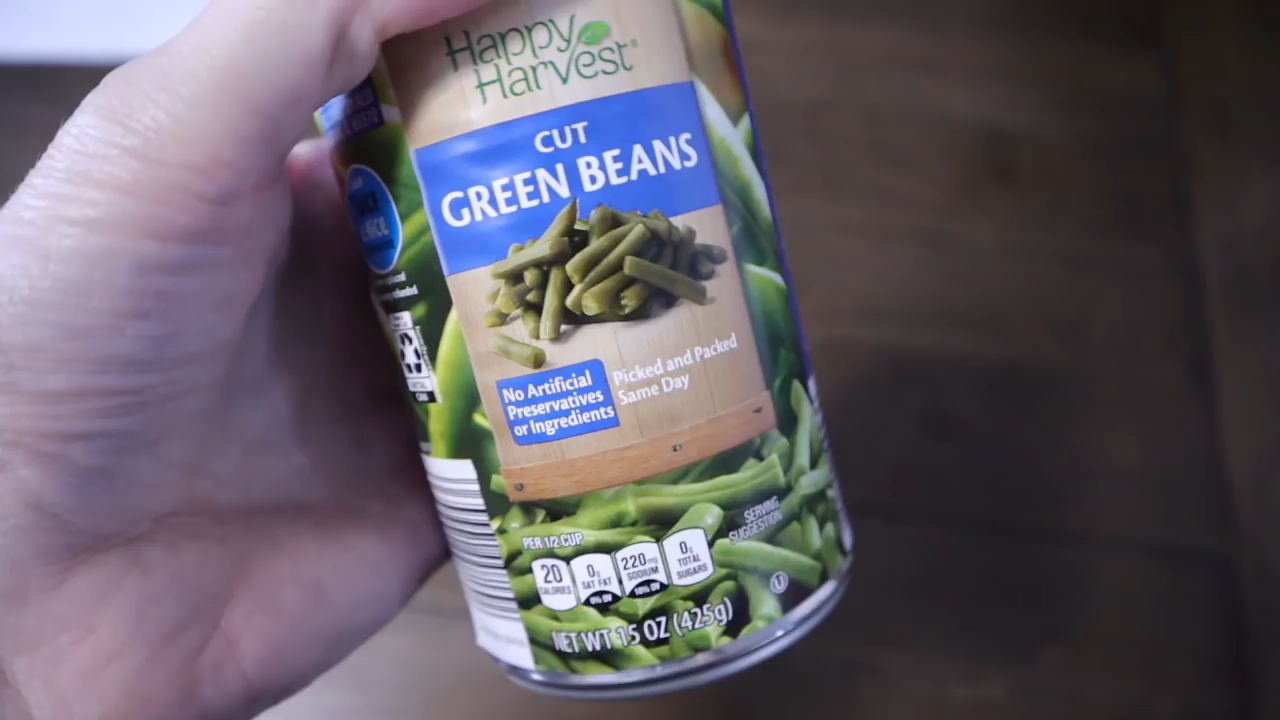 Happy
Harvest
CUT
GREEN BEANS
No Artificial
Preservatives
or Ingredients
Picked and Packed
Same Day
SERVING
SUGGESTION
PER 1/2 CUP
20
CALORIES
0g
SAT FAT
0% DV
220mg
SODIUM
10% DV
0g
TOTAL
SUGARS
NET WT 15 OZ (425g)